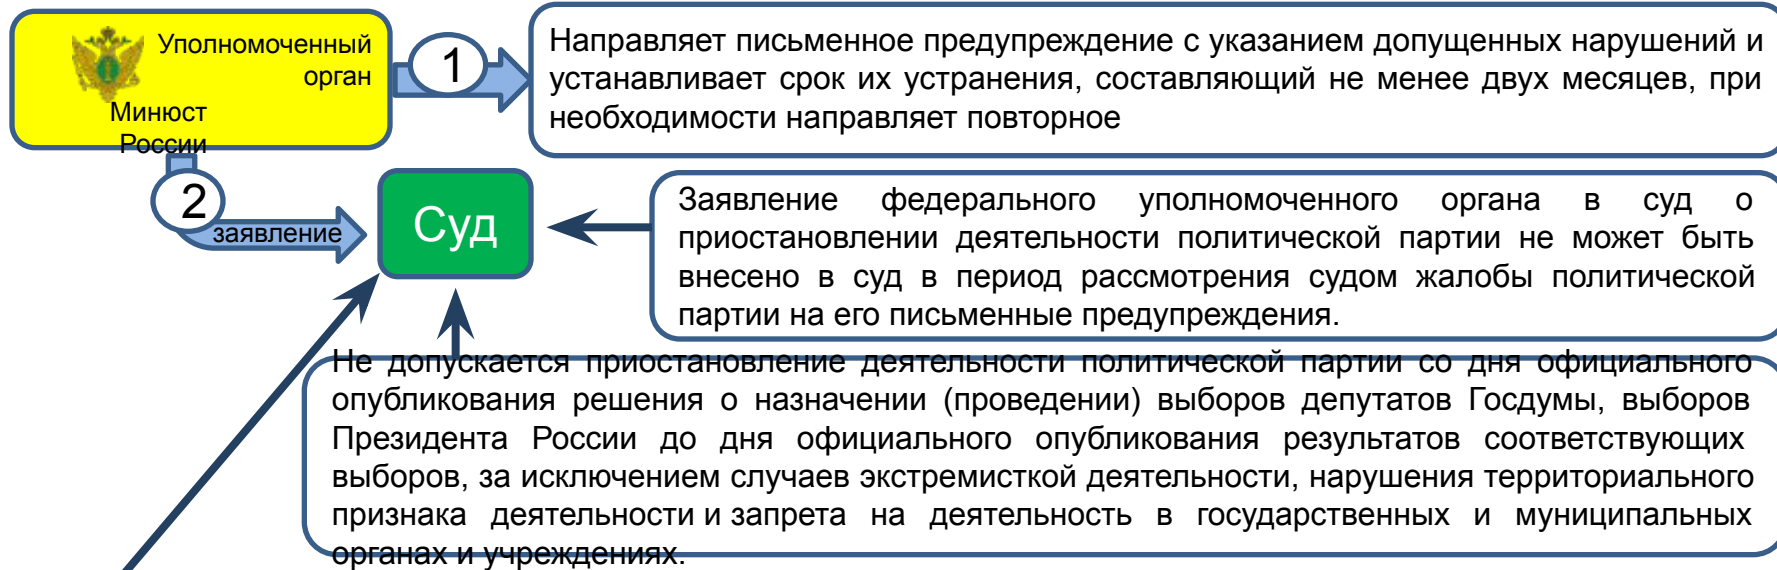 Уполномоченный
орган
Минюст
России
1
Направляет письменное предупреждение с указанием допущенных нарушений и
устанавливает срок их устранения, составляющий не менее двух месяцев, при
необходимости направляет повторное
2
заявление
Суд
Заявление федерального уполномоченного органа в суд о
приостановлении деятельности политической партии не может быть
внесено в суд в период рассмотрения судом жалобы политической
партии на его письменные предупреждения.
Не допускается приостановление деятельности политической партии со дня официального
опубликования решения о назначении (проведении) выборов депутатов Госдумы, выборов
Президента России до дня официального опубликования результатов соответствующих
выборов, за исключением случаев экстремисткой деятельности, нарушения территориального
признака деятельности и запрета на деятельность в государственных и муниципальных
органах и учреждениях.